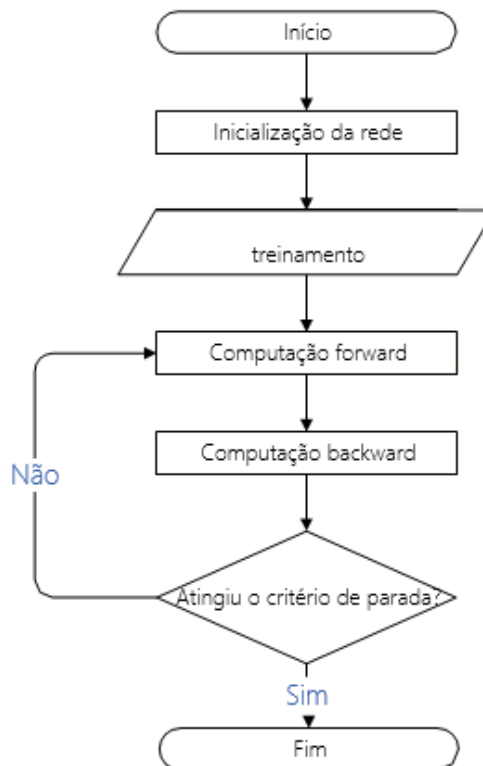 Início
Inicialização da rede
treinamento
Computação forward
Computação backward
Não
Atingiu o critério de parada?
Sim
Fim